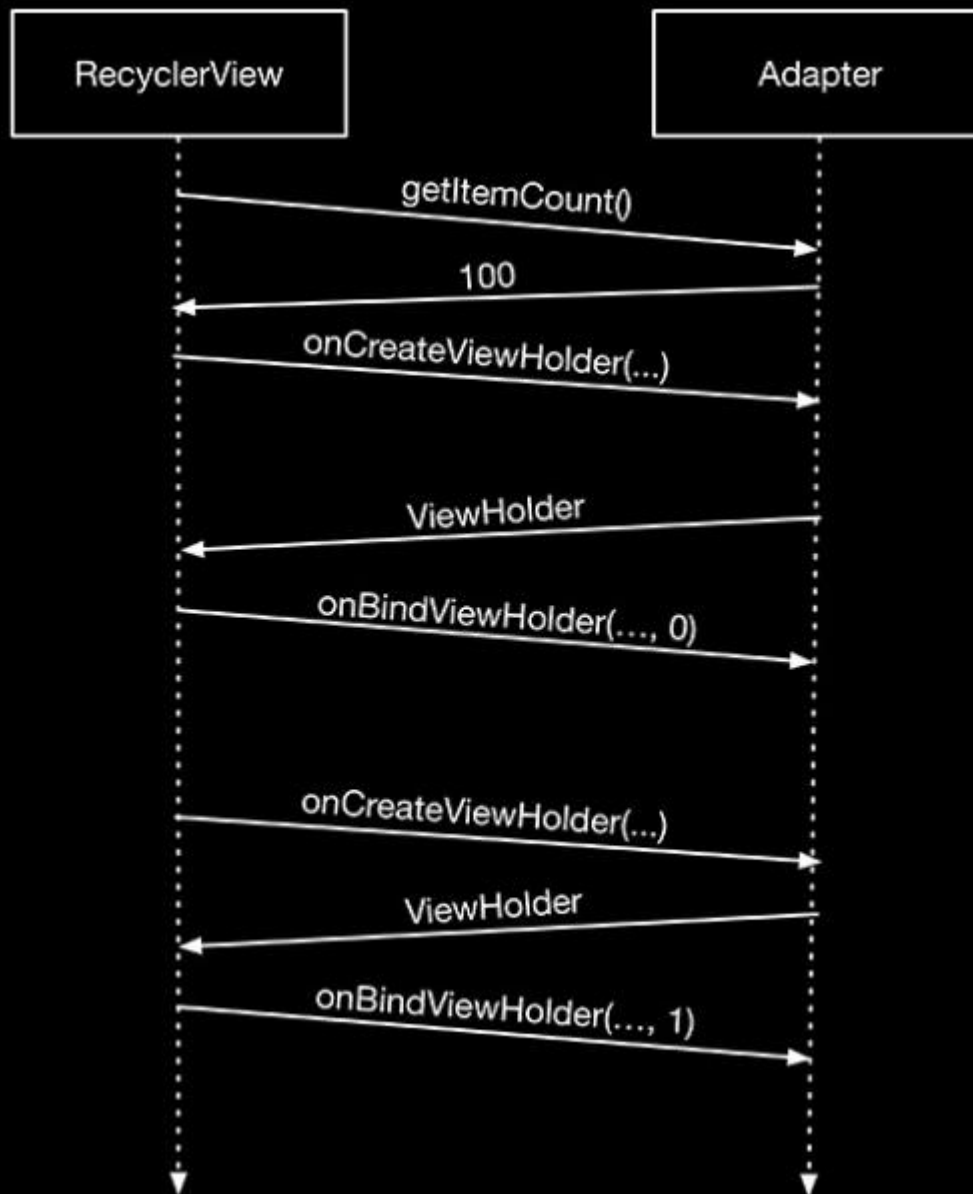 RecyclerView
Adapter
getItemCount()
100
onCreateViewHolder(...)
ViewHolder
onBindViewHolder(..., 0)
onCreateViewHolder(...)
ViewHolder
onBindViewHolder(..., 1)